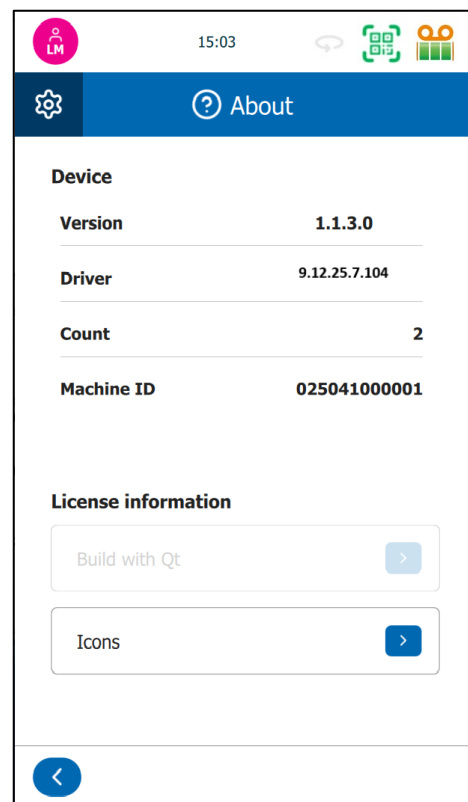 LM
15:03
About
Device
Version 1.1.3.0
Driver 9.12.25.7.104
Count 2
Machine ID 025041000001
License information
Build with Qt
Icons